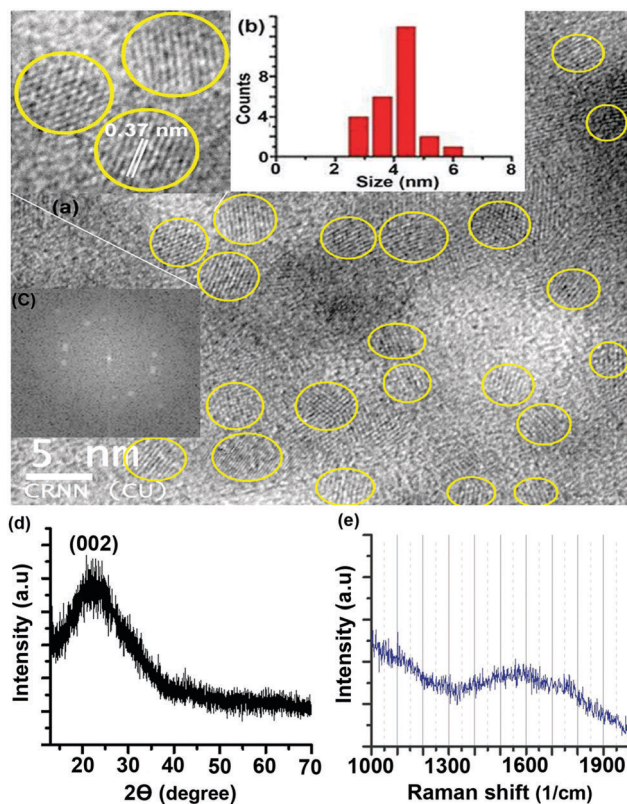 (b)
12
8
4
0
Counts
0 2 4 6 8
Size (nm)
0.37 nm
(a)
(C)
5 nm
CRNN (CU)
(d)
(002)
Intensity (a.u)
20 30 40 50 60 70
2Θ (degree)
(e)
Intensity (a.u)
1000 1300 1600 1900
Raman shift (1/cm)